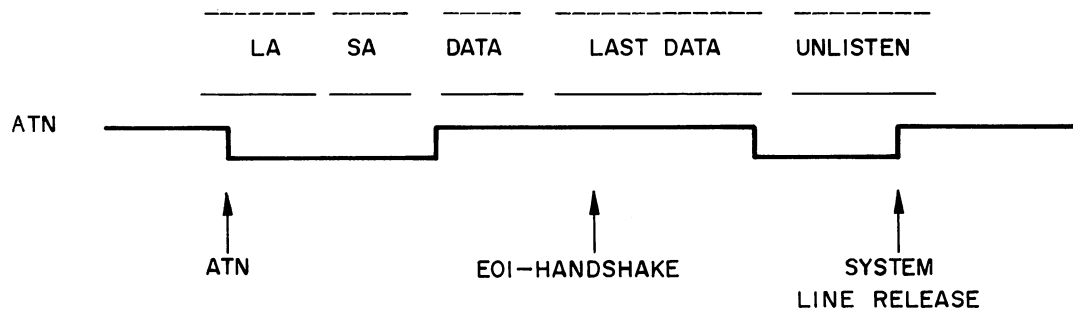 LA SA DATA LAST DATA UNLISTEN
ATN
ATN EOI-HANDSHAKE SYSTEM
LINE RELEASE